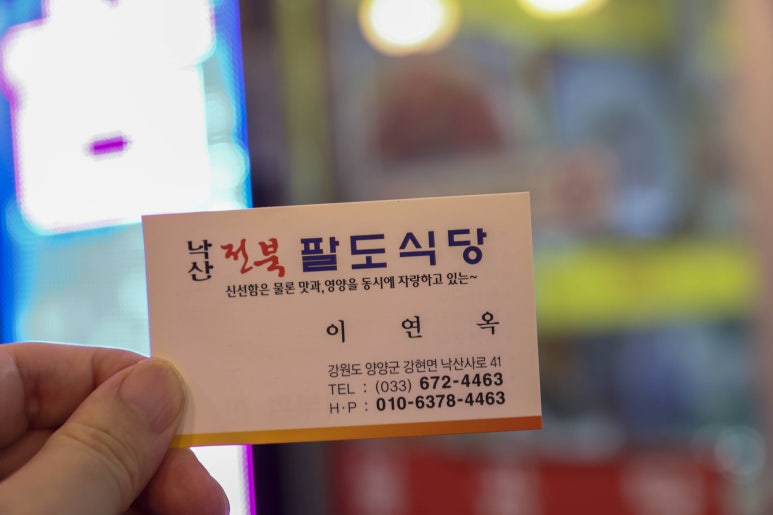 낙산 전북 팔도식당
신선함은 물론 맛과,영양을 동시에 자랑하고 있는~
이 연 옥
강원도 양양군 강현면 낙산사로 41
TEL : (033) 672-4463
H·P : 010-6378-4463